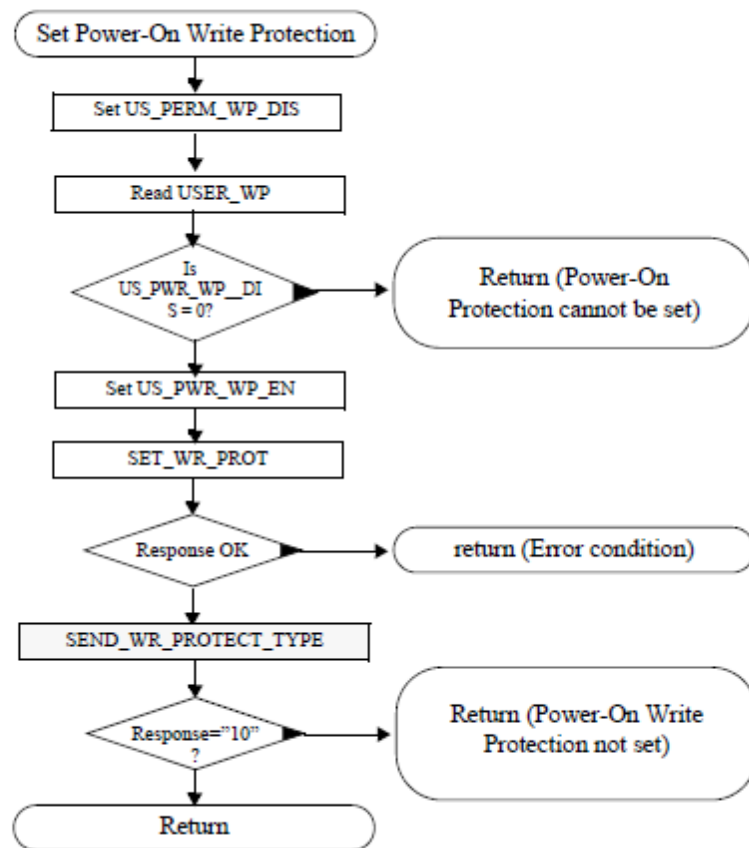 Set Power-On Write Protection
Set US_PERM_WP_DIS
Read USER_WP
Is
US_PWR_WP__DI
S = 0?
Return (Power-On
Protection cannot be set)
Set US_PWR_WP_EN
SET_WR_PROT
Response OK
return (Error condition)
SEND_WR_PROTECT_TYPE
Response=”10”
?
Return (Power-On Write
Protection not set)
Return